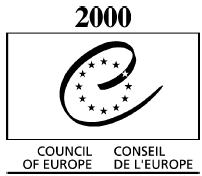 2000
COUNCIL CONSEIL
OF EUROPE DE L'EUROPE